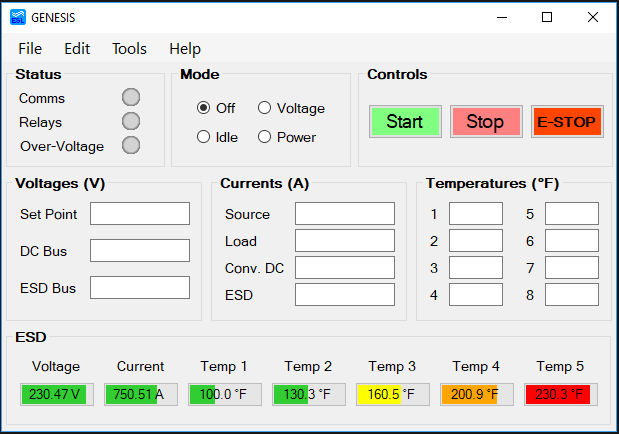 ESL GENESIS
File Edit Tools Help
Status
Comms
Relays
Over-Voltage
Mode
Off Voltage
Idle Power
Controls
Start Stop E-STOP
Voltages (V)
Set Point
DC Bus
ESD Bus
Currents (A)
Source
Load
Conv. DC
ESD
Temperatures (°F)
1 5
2 6
3 7
4 8
ESD
Voltage Current Temp 1 Temp 2 Temp 3 Temp 4 Temp 5
230.47 V 750.51 A 100.0 °F 130.3 °F 160.5 °F 200.9 °F 230.3 °F